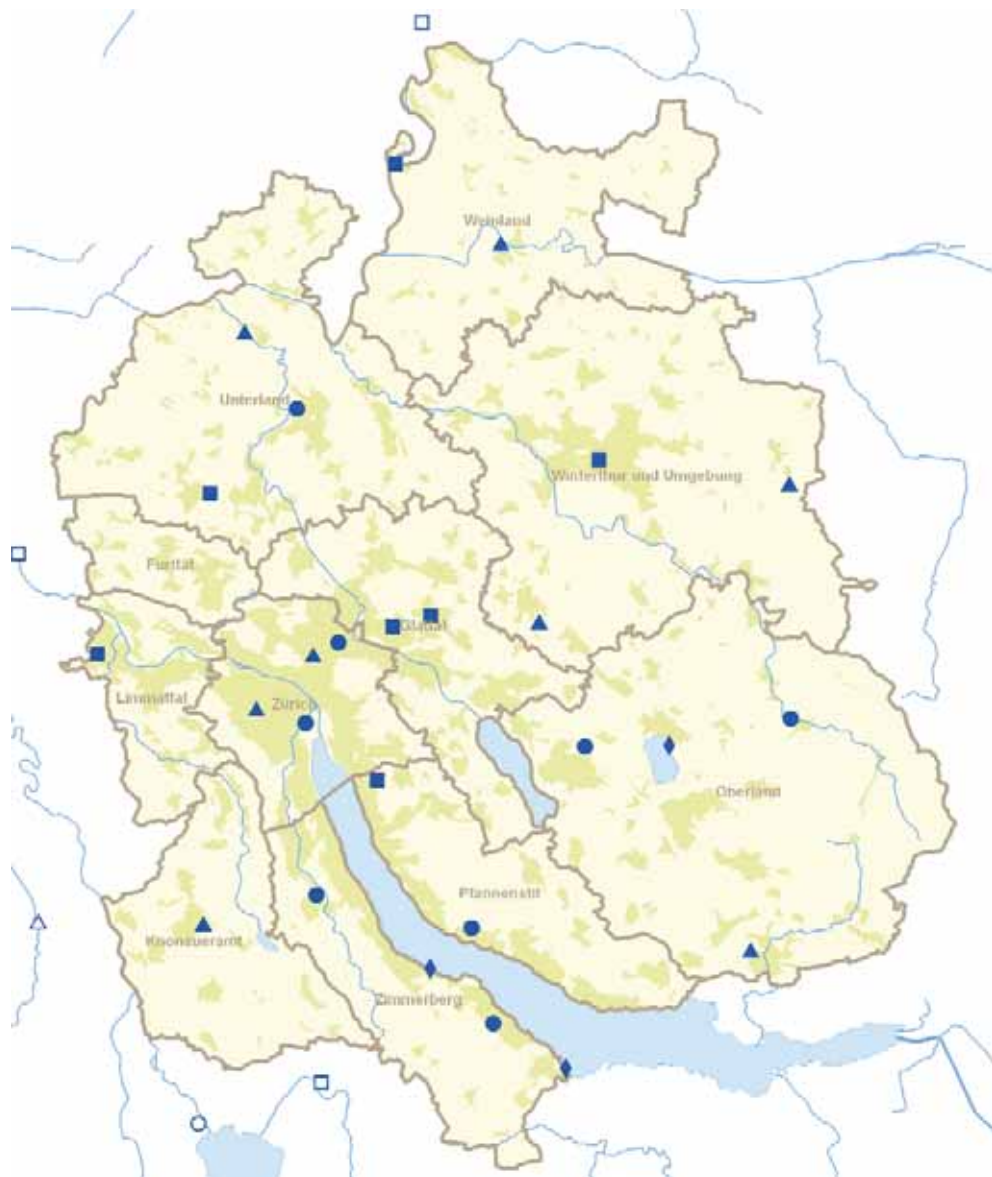 Weinland
Unterland
Winterthur und Umgebung
Furttal
Glattal
Limmattal
Zürich
Oberland
Pfannenstil
Knonaueramt
Zimmerberg